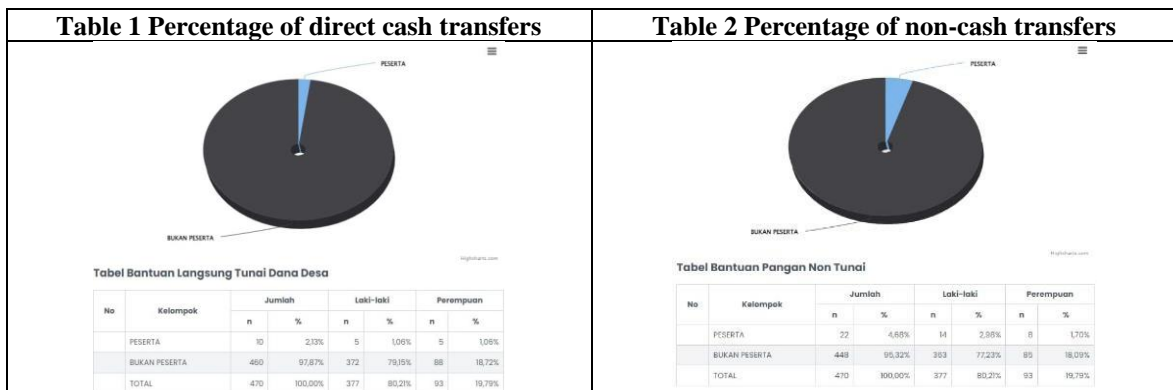 Table 1 Percentage of direct cash transfers
Table 2 Percentage of non-cash transfers
PESERTA
BUKAN PESERTA
Highcharts.com
Tabel Bantuan Langsung Tunai Dana Desa
No Kelompok Jumlah Laki-laki Perempuan
n % n % n %
PESERTA 10 2,13% 5 1,06% 5 1,06%
BUKAN PESERTA 460 97,87% 372 79,15% 88 18,72%
TOTAL 470 100,00% 377 80,21% 93 19,79%
PESERTA
BUKAN PESERTA
Highcharts.com
Tabel Bantuan Pangan Non Tunai
No Kelompok Jumlah Laki-laki Perempuan
n % n % n %
PESERTA 22 4,68% 14 2,98% 8 1,70%
BUKAN PESERTA 448 95,32% 363 77,23% 85 18,09%
TOTAL 470 100,00% 377 80,21% 93 19,79%